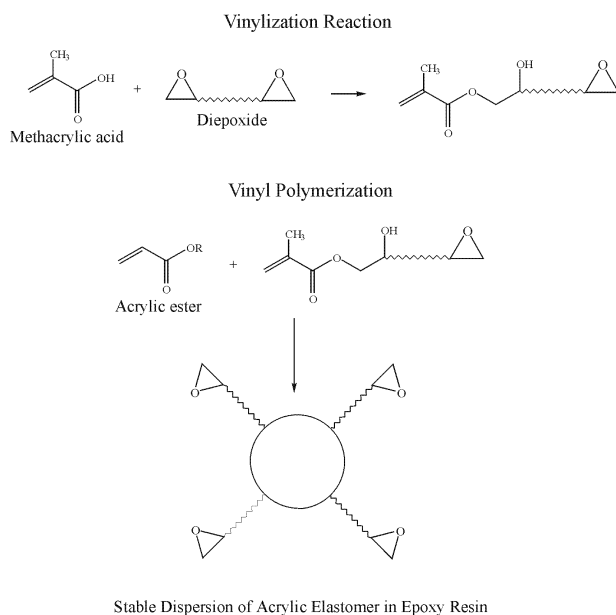 Vinylization Reaction
CH3
OH
O
Methacrylic acid
+
O
O
Diepoxide
CH3
O
O
OH
O
Vinyl Polymerization
OR
O
Acrylic ester
+
CH3
O
O
OH
O
O
O
O
O
Stable Dispersion of Acrylic Elastomer in Epoxy Resin